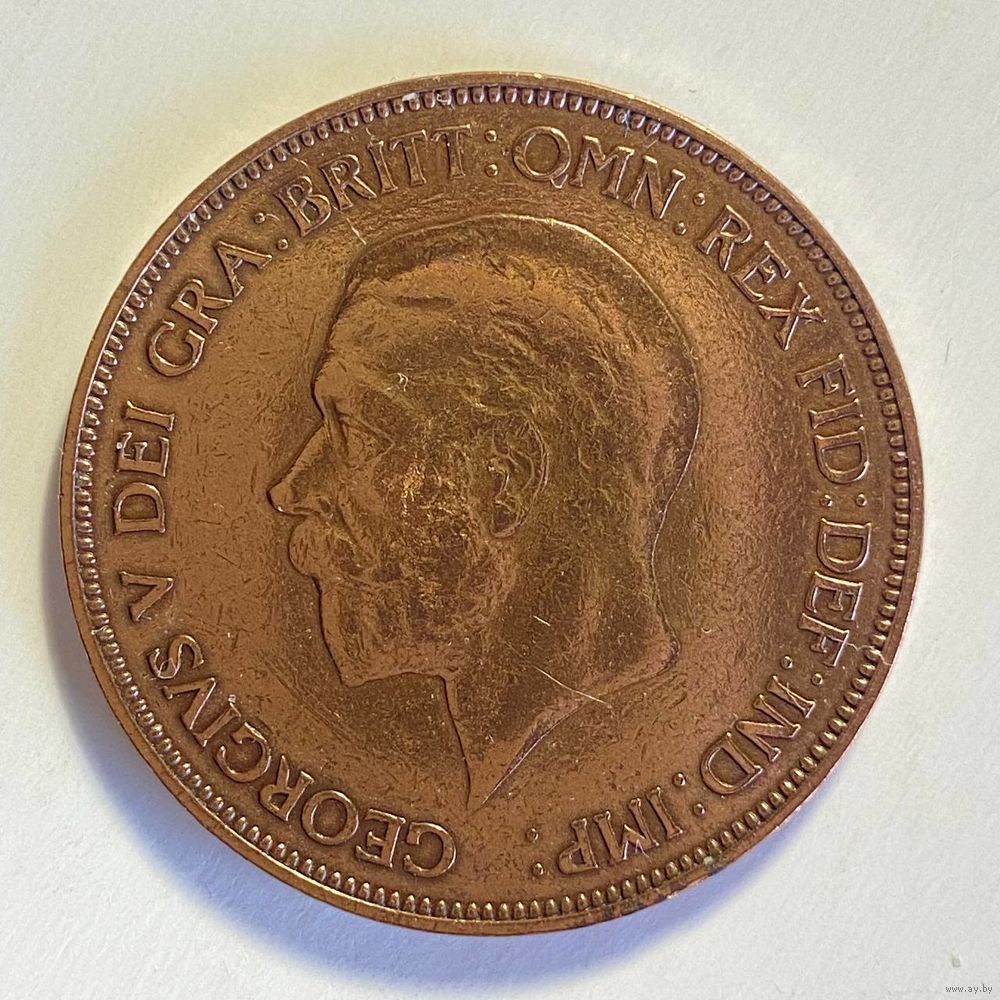 GEORGIVS V DEI GRA: BRITT: OMN: REX FID: DEF: IND: IMP:
www.ay.by